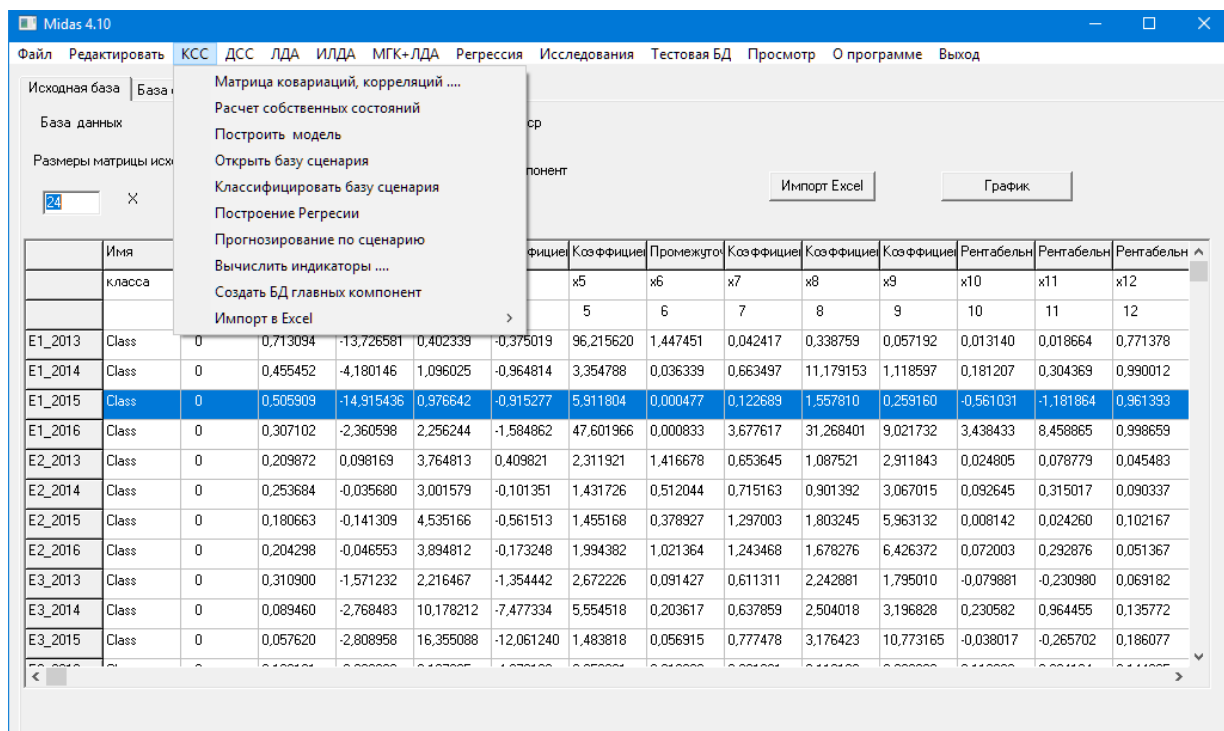 Midas 4.10
Файл Редактировать КСС ДСС ЛДА ИЛДА МГК+ЛДА Регрессия Исследования Тестовая БД Просмотр О программе Выход
Матрица ковариаций, корреляций ....
Расчет собственных состояний
Построить модель
Открыть базу сценария
Классифицировать базу сценария
Построение Регресии
Прогнозирование по сценарию
Вычислить индикаторы ....
Создать БД главных компонент
Импорт в Excel >
Исходная база База
База данных ср
Размеры матрицы исх понент
24 X Импорт Excel График
Имя фициен Коэффициен Промежуточ Коэффициен Коэффициен Коэффициен Рентабельн Рентабельн Рентабельн
класса x5 x6 x7 x8 x9 x10 x11 x12
5 6 7 8 9 10 11 12
E1_2013 Class 0 0,713094 -13,726581 0,402339 -0,375019 96,215620 1,447451 0,042417 0,338759 0,057192 0,013140 0,018664 0,771378
E1_2014 Class 0 0,455452 -4,180146 1,096025 -0,964814 3,354788 0,036339 0,663497 11,179153 1,118597 0,181207 0,304369 0,990012
E1_2015 Class 0 0,505909 -14,915436 0,976642 -0,915277 5,911804 0,000477 0,122689 1,557810 0,259160 -0,561031 -1,181864 0,961393
E1_2016 Class 0 0,307102 -2,360598 2,256244 -1,584862 47,601966 0,000833 3,677617 31,268401 9,021732 3,438433 8,458865 0,998659
E2_2013 Class 0 0,209872 0,098169 3,764813 0,409821 2,311921 1,416678 0,653645 1,087521 2,911843 0,024805 0,078779 0,045483
E2_2014 Class 0 0,253684 -0,035680 3,001579 -0,101351 1,431726 0,512044 0,715163 0,901392 3,067015 0,092645 0,315017 0,090337
E2_2015 Class 0 0,180663 -0,141309 4,535166 -0,561513 1,455168 0,378927 1,297003 1,803245 5,963132 0,008142 0,024260 0,102167
E2_2016 Class 0 0,204298 -0,046553 3,894812 -0,173248 1,994382 1,021364 1,243468 1,678276 6,426372 0,072003 0,292876 0,051367
E3_2013 Class 0 0,310900 -1,571232 2,216467 -1,354442 2,672226 0,091427 0,611311 2,242881 1,795010 -0,079881 -0,230980 0,069182
E3_2014 Class 0 0,089460 -2,768483 10,178212 -7,477334 5,554518 0,203617 0,637859 2,504018 3,196828 0,230582 0,964455 0,135772
E3_2015 Class 0 0,057620 -2,808958 16,355088 -12,061240 1,483818 0,056915 0,777478 3,176423 10,773165 -0,038017 -0,265702 0,186077